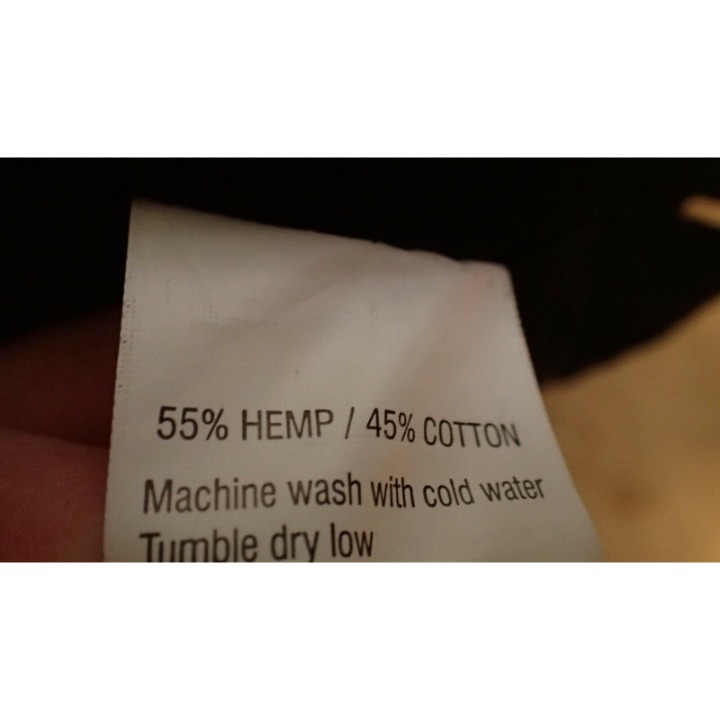 55% HEMP / 45% COTTON
Machine wash with cold water
Tumble dry low